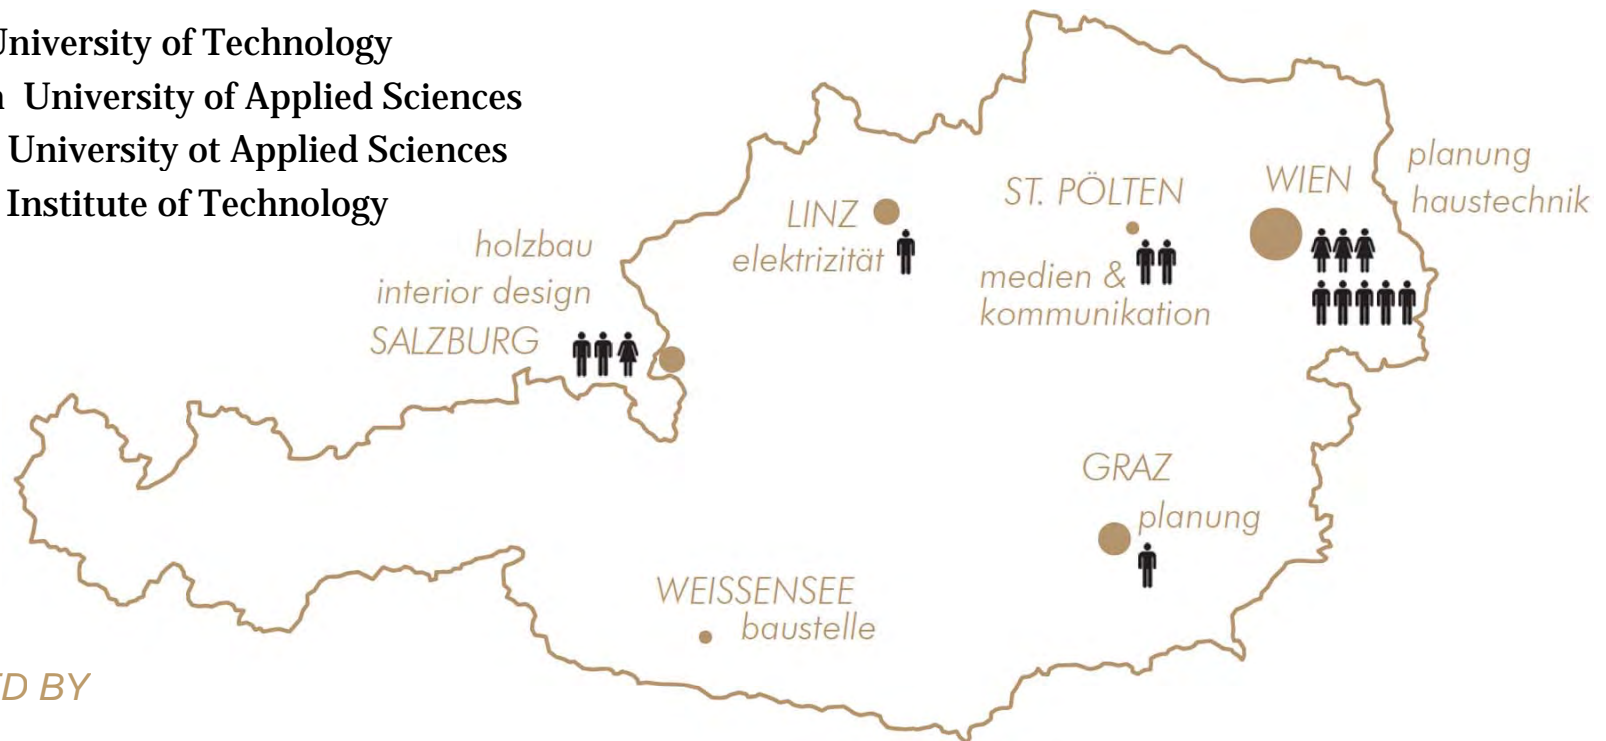 University of Technology
University of Applied Sciences
University ot Applied Sciences
Institute of Technology
holzbau
interior design
SALZBURG
LINZ
elektrizität
ST. PÖLTEN
medien &
kommunikation
WIEN
planung
haustechnik
GRAZ
planung
WEISSENSEE
baustelle
BY